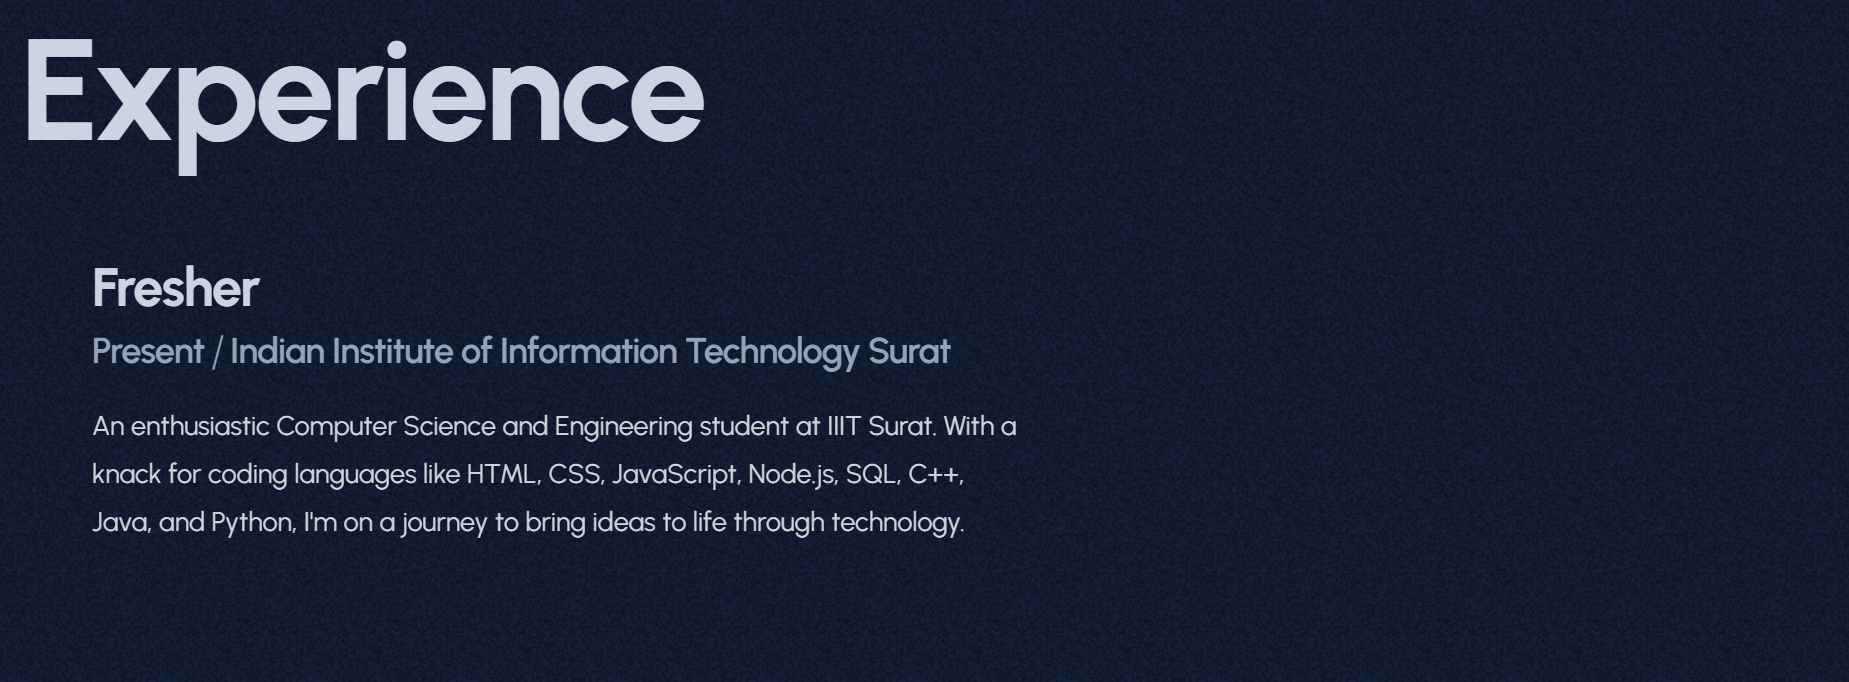 Experience
Fresher
Present / Indian Institute of Information Technology Surat
An enthusiastic Computer Science and Engineering student at IIIT Surat. With a
knack for coding languages like HTML, CSS, JavaScript, Node.js, SQL, C++,
Java, and Python, I'm on a journey to bring ideas to life through technology.